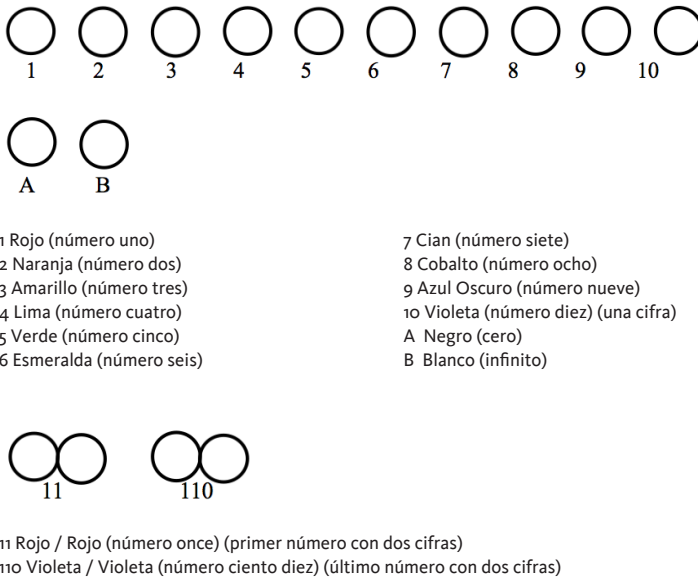 1 2 3 4 5 6 7 8 9 10
A B
1 Rojo (número uno)
2 Naranja (número dos)
3 Amarillo (número tres)
4 Lima (número cuatro)
5 Verde (número cinco)
6 Esmeralda (número seis)
7 Cian (número siete)
8 Cobalto (número ocho)
9 Azul Oscuro (número nueve)
10 Violeta (número diez) (una cifra)
A Negro (cero)
B Blanco (infinito)
11 110
11 Rojo / Rojo (número once) (primer número con dos cifras)
110 Violeta / Violeta (número ciento diez) (último número con dos cifras)